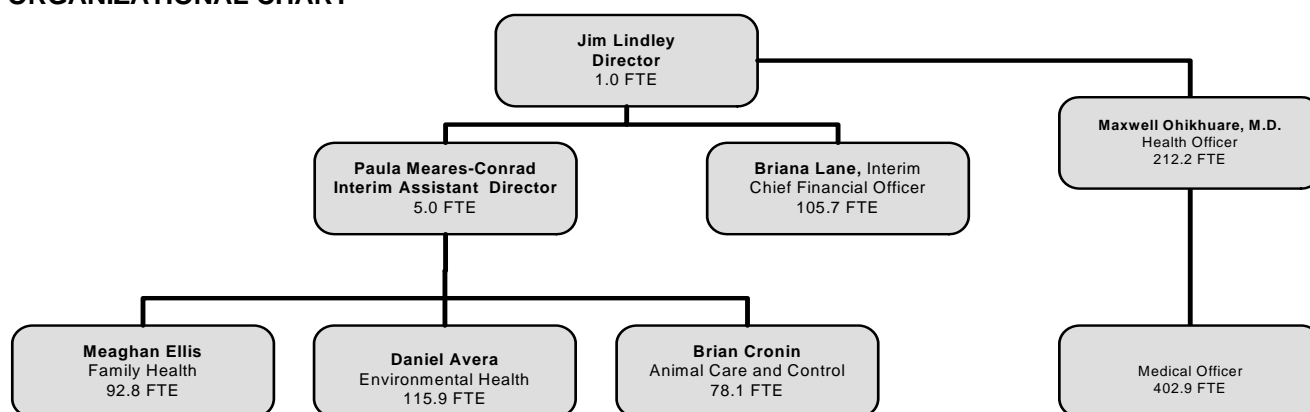 ORGANIZATIONAL CHART
Jim Lindley
Director
1.0 FTE
Maxwell Ohikhuare, M.D.
Health Officer
212.2 FTE
Paula Meares-Conrad
Interim Assistant Director
5.0 FTE
Briana Lane, Interim
Chief Financial Officer
105.7 FTE
Meaghan Ellis
Family Health
92.8 FTE
Daniel Avera
Environmental Health
115.9 FTE
Brian Cronin
Animal Care and Control
78.1 FTE
Medical Officer
402.9 FTE